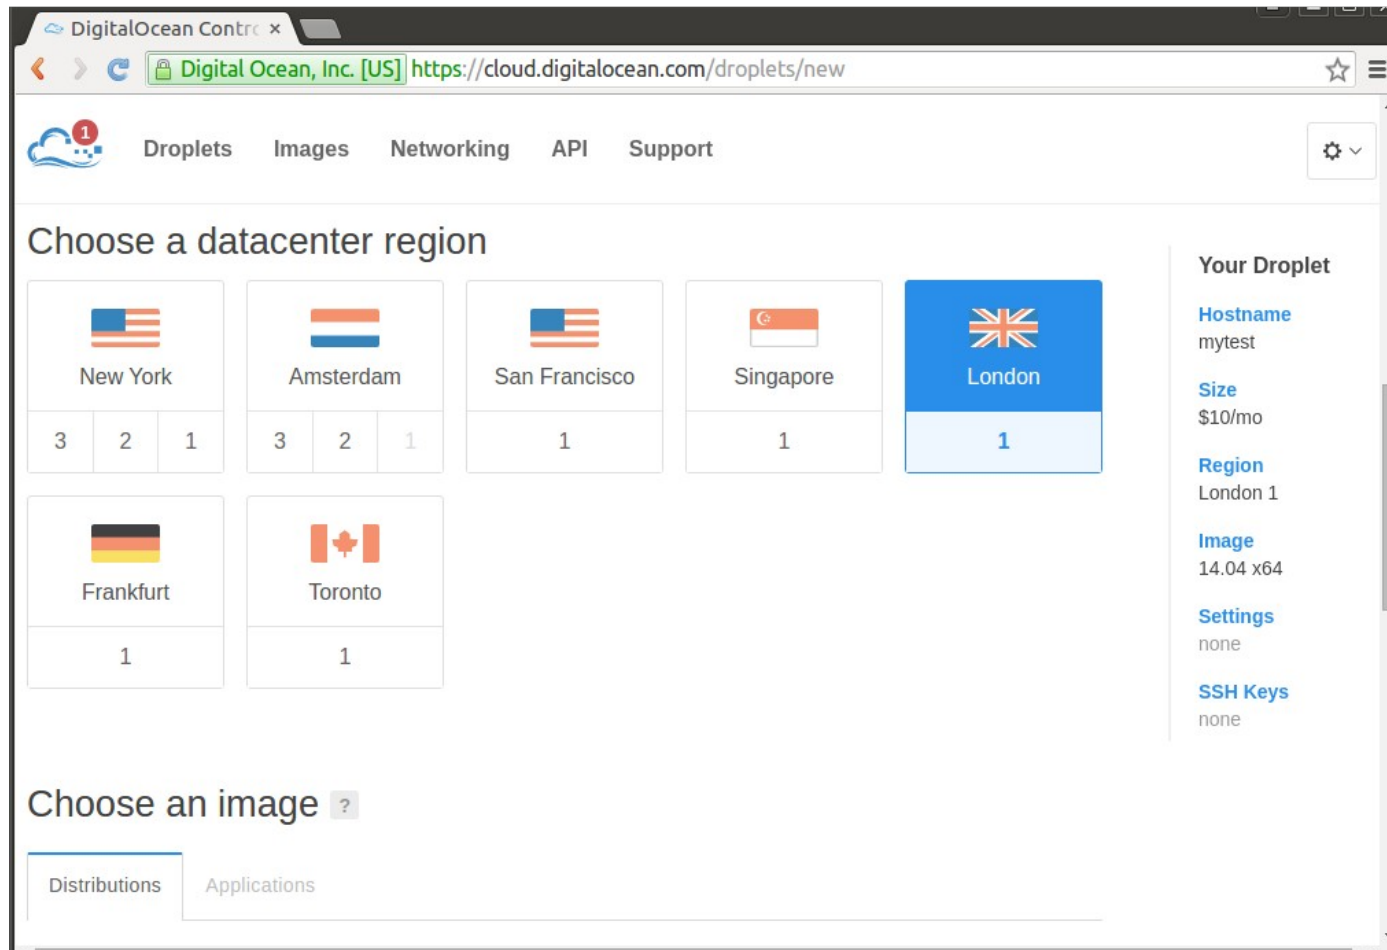 DigitalOcean Contro ×
Digital Ocean, Inc. [US] https://cloud.digitalocean.com/droplets/new
1
Droplets Images Networking API Support
Choose a datacenter region
New York Amsterdam San Francisco Singapore London
3 2 1 3 2 1 1 1 1
Frankfurt Toronto
1 1
Your Droplet
Hostname
mytest
Size
$10/mo
Region
London 1
Image
14.04 x64
Settings
none
SSH Keys
none
Choose an image ?
Distributions Applications